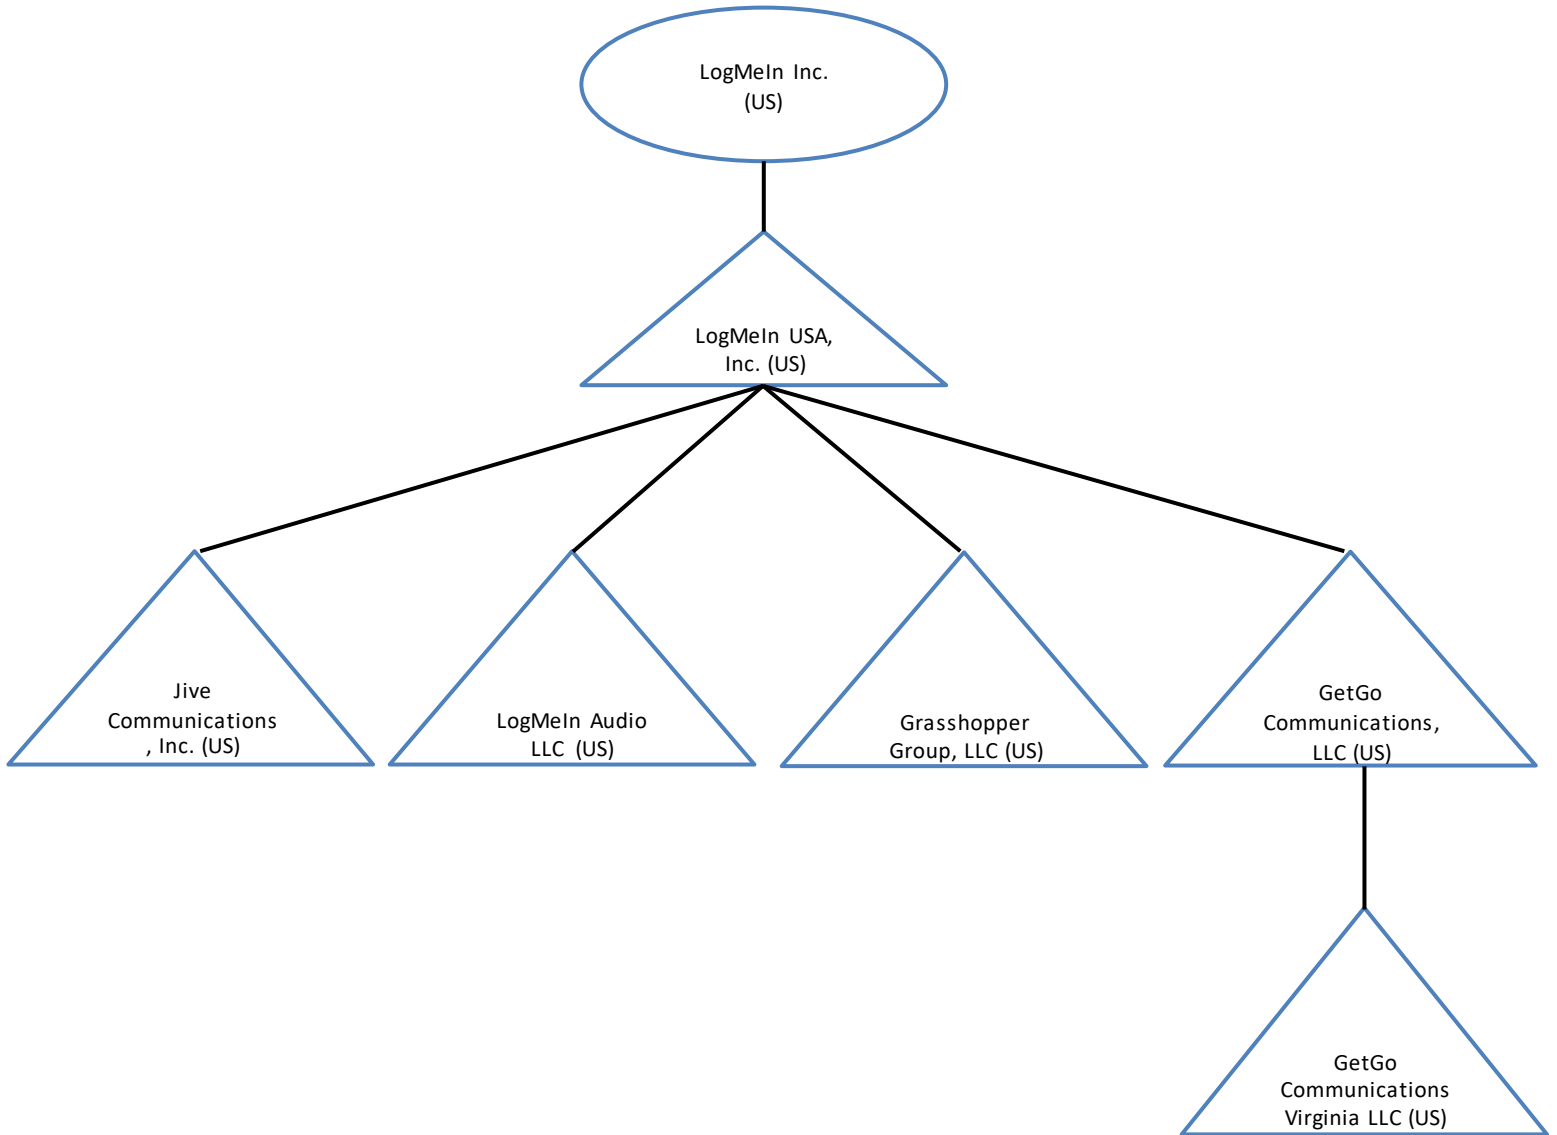 LogMeIn Inc.
(US)
LogMeIn USA,
Inc. (US)
Jive
Communications
, Inc. (US)
LogMeIn Audio
LLC (US)
Grasshopper
Group, LLC (US)
GetGo
Communications,
LLC (US)
GetGo
Communications
Virginia LLC (US)